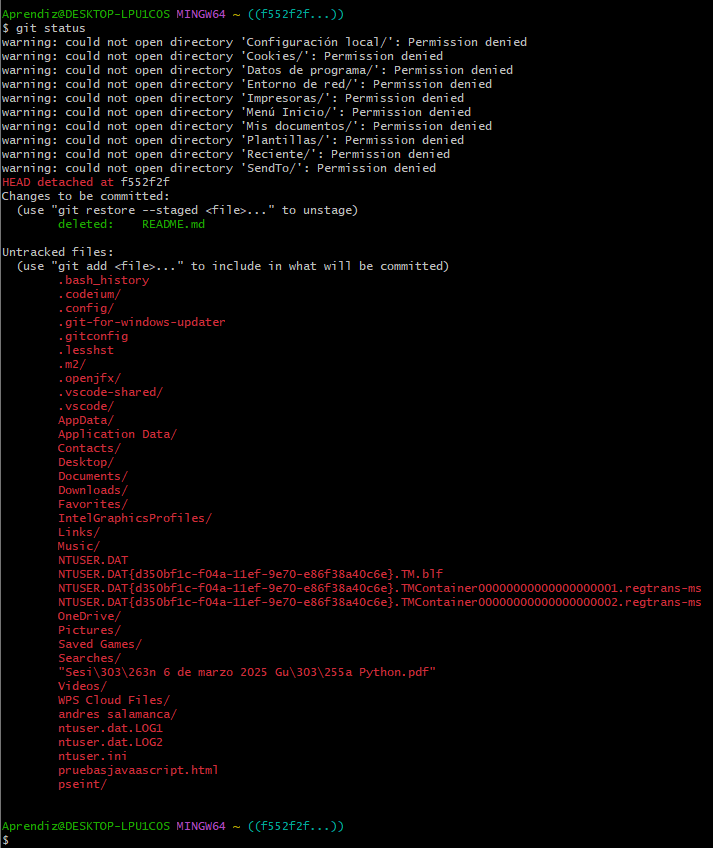 Aprendiz@DESKTOP-LPU1COS MINGW64 ~ ((f552f2f...))
$ git status
warning: could not open directory 'Configuración local/': Permission denied
warning: could not open directory 'Cookies/': Permission denied
warning: could not open directory 'Datos de programa/': Permission denied
warning: could not open directory 'Entorno de red/': Permission denied
warning: could not open directory 'Impresoras/': Permission denied
warning: could not open directory 'Menú Inicio/': Permission denied
warning: could not open directory 'Mis documentos/': Permission denied
warning: could not open directory 'Plantillas/': Permission denied
warning: could not open directory 'Reciente/': Permission denied
warning: could not open directory 'SendTo/': Permission denied
HEAD detached at f552f2f
Changes to be committed:
  (use "git restore --staged <file>..." to unstage)
        deleted:    README.md

Untracked files:
  (use "git add <file>..." to include in what will be committed)
        .bash_history
        .codeium/
        .config/
        .git-for-windows-updater
        .gitconfig
        .lesshst
        .m2/
        .openjfx/
        .vscode-shared/
        .vscode/
        AppData/
        Application Data/
        Contacts/
        Desktop/
        Documents/
        Downloads/
        Favorites/
        IntelGraphicsProfiles/
        Links/
        Music/
        NTUSER.DAT
        NTUSER.DAT{d350bf1c-f04a-11ef-9e70-e86f38a40c6e}.TM.blf
        NTUSER.DAT{d350bf1c-f04a-11ef-9e70-e86f38a40c6e}.TMContainer00000000000000000001.regtrans-ms
        NTUSER.DAT{d350bf1c-f04a-11ef-9e70-e86f38a40c6e}.TMContainer00000000000000000002.regtrans-ms
        OneDrive/
        Pictures/
        Saved Games/
        Searches/
        "Sesi\303\263n 6 de marzo 2025 Gu\303\255a Python.pdf"
        Videos/
        WPS Cloud Files/
        andres salamanca/
        ntuser.dat.LOG1
        ntuser.dat.LOG2
        ntuser.ini
        pruebasjavaascript.html
        pseint/

Aprendiz@DESKTOP-LPU1COS MINGW64 ~ ((f552f2f...))
$